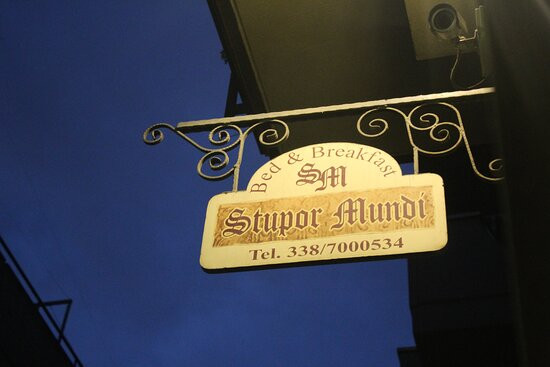 Bed & Breakfast
SM
Stupor Mundi
Tel. 338/7000534